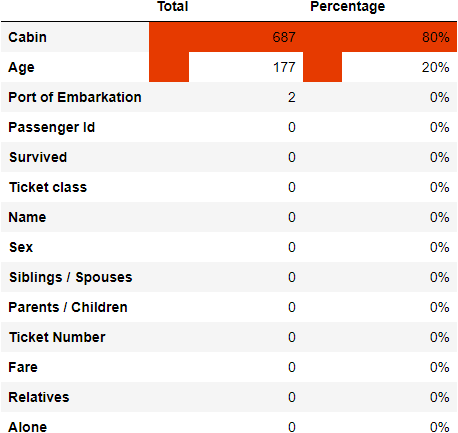 Total Percentage
Cabin 687 80%
Age 177 20%
Port of Embarkation 2 0%
Passenger Id 0 0%
Survived 0 0%
Ticket class 0 0%
Name 0 0%
Sex 0 0%
Siblings / Spouses 0 0%
Parents / Children 0 0%
Ticket Number 0 0%
Fare 0 0%
Relatives 0 0%
Alone 0 0%